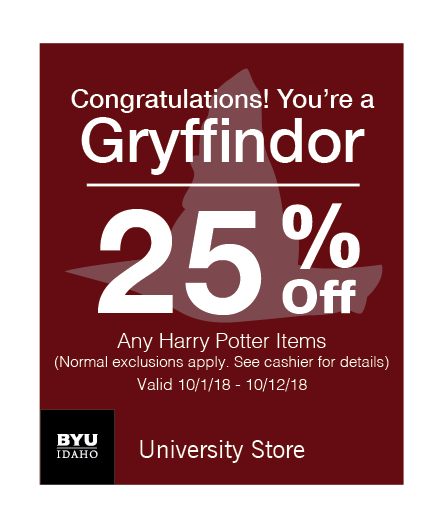 Congratulations! You're a
Gryffindor
25%
Off
Any Harry Potter Items
(Normal exclusions apply. See cashier for details)
Valid 10/1/18 - 10/12/18
BYU
IDAHO
University Store